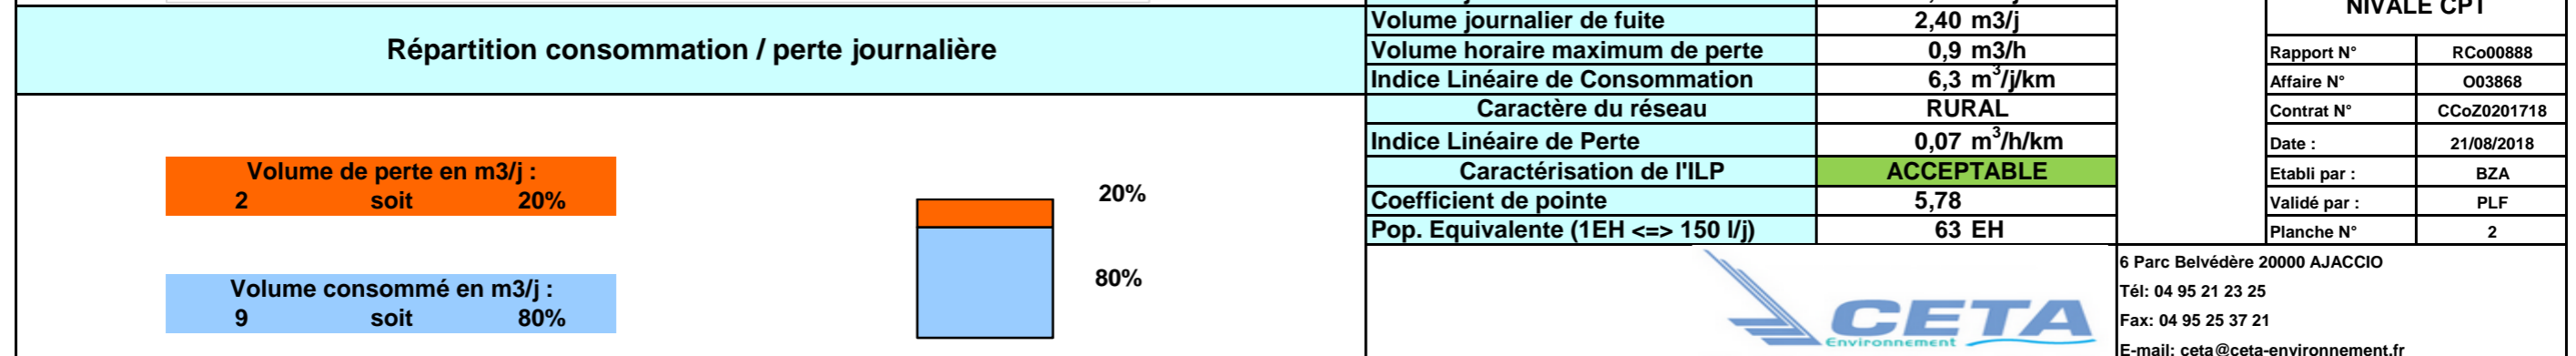 NIVALE CPT
Répartition consommation / perte journalière
Volume journalier de fuite 2,40 m3/j
Volume horaire maximum de perte 0,9 m3/h
Indice Linéaire de Consommation 6,3 m³/j/km
Caractère du réseau RURAL
Indice Linéaire de Perte 0,07 m³/h/km
Caractérisation de l'ILP ACCEPTABLE
Coefficient de pointe 5,78
Pop. Equivalente (1EH <=> 150 l/j) 63 EH
Rapport N° RCo00888
Affaire N° O03868
Contrat N° CCoZ0201718
Date : 21/08/2018
Etabli par : BZA
Validé par : PLF
Planche N° 2
Volume de perte en m3/j :
2 soit 20%
Volume consommé en m3/j :
9 soit 80%
20%
80%
CETA
Environnement
6 Parc Belvédère 20000 AJACCIO
Tél: 04 95 21 23 25
Fax: 04 95 25 37 21
E-mail: ceta@ceta-environnement.fr